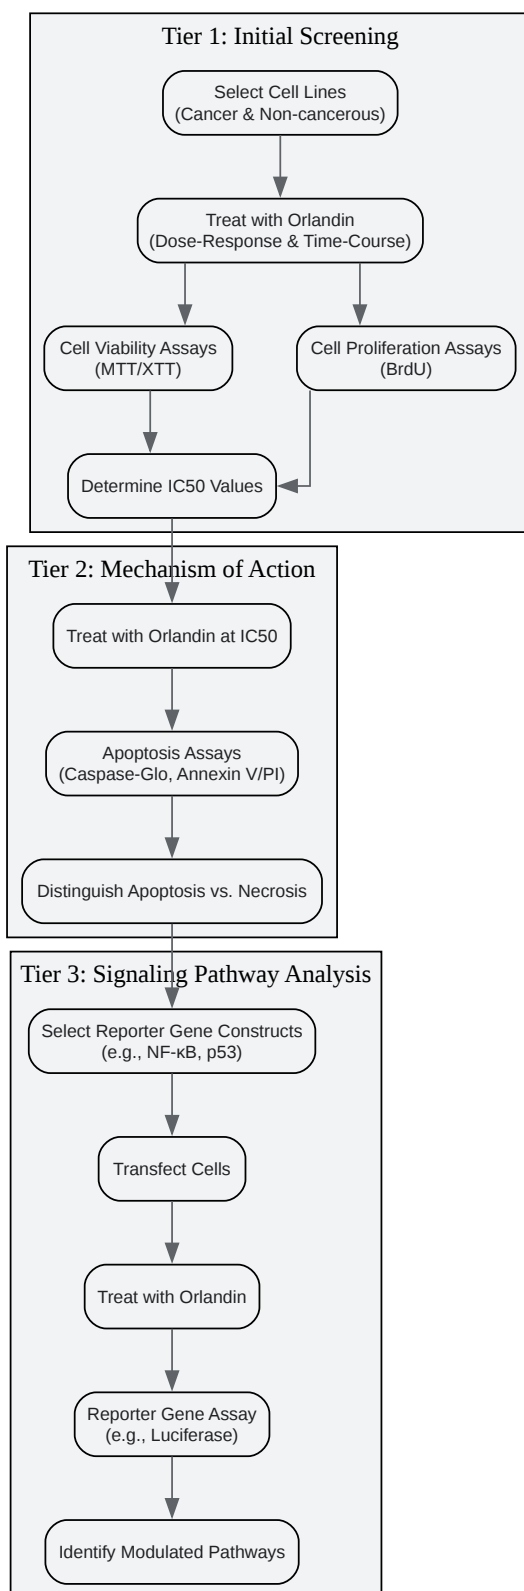 Tier 1: Initial Screening
Select Cell Lines
(Cancer & Non-cancerous)
Treat with Orlandin
(Dose-Response & Time-Course)
Cell Viability Assays
(MTT/XTT)
Cell Proliferation Assays
(BrdU)
Determine IC50 Values
Tier 2: Mechanism of Action
Treat with Orlandin at IC50
Apoptosis Assays
(Caspase-Glo, Annexin V/PI)
Distinguish Apoptosis vs. Necrosis
Tier 3: Signaling Pathway Analysis
Select Reporter Gene Constructs
(e.g., NF-κB, p53)
Transfect Cells
Treat with Orlandin
Reporter Gene Assay
(e.g., Luciferase)
Identify Modulated Pathways